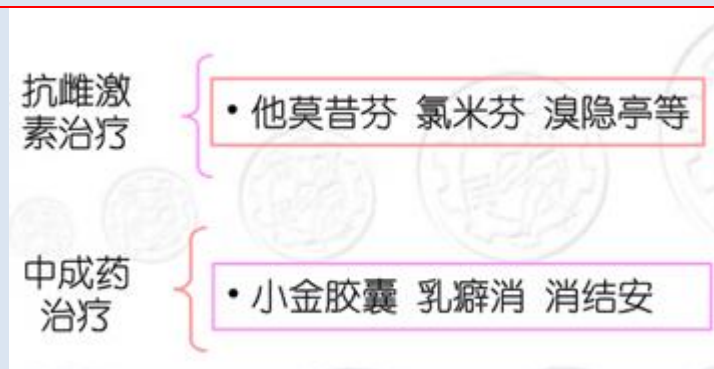 抗雌激
素治疗
• 他莫昔芬 氯米芬 溴隐亭等
中成药
治疗
• 小金胶囊 乳癖消 消结安